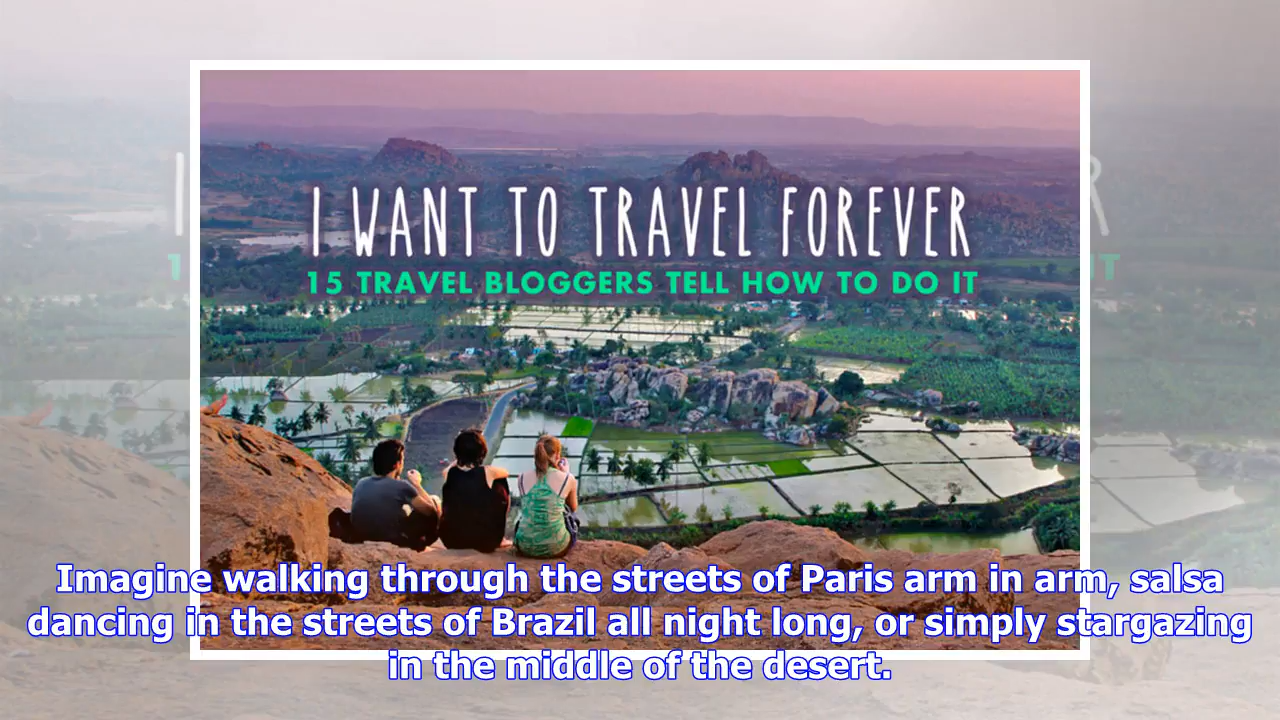 I WANT TO TRAVEL FOREVER
15 TRAVEL BLOGGERS TELL HOW TO DO IT
Imagine walking through the streets of Paris arm in arm, salsa
dancing in the streets of Brazil all night long, or simply stargazing
in the middle of the desert.